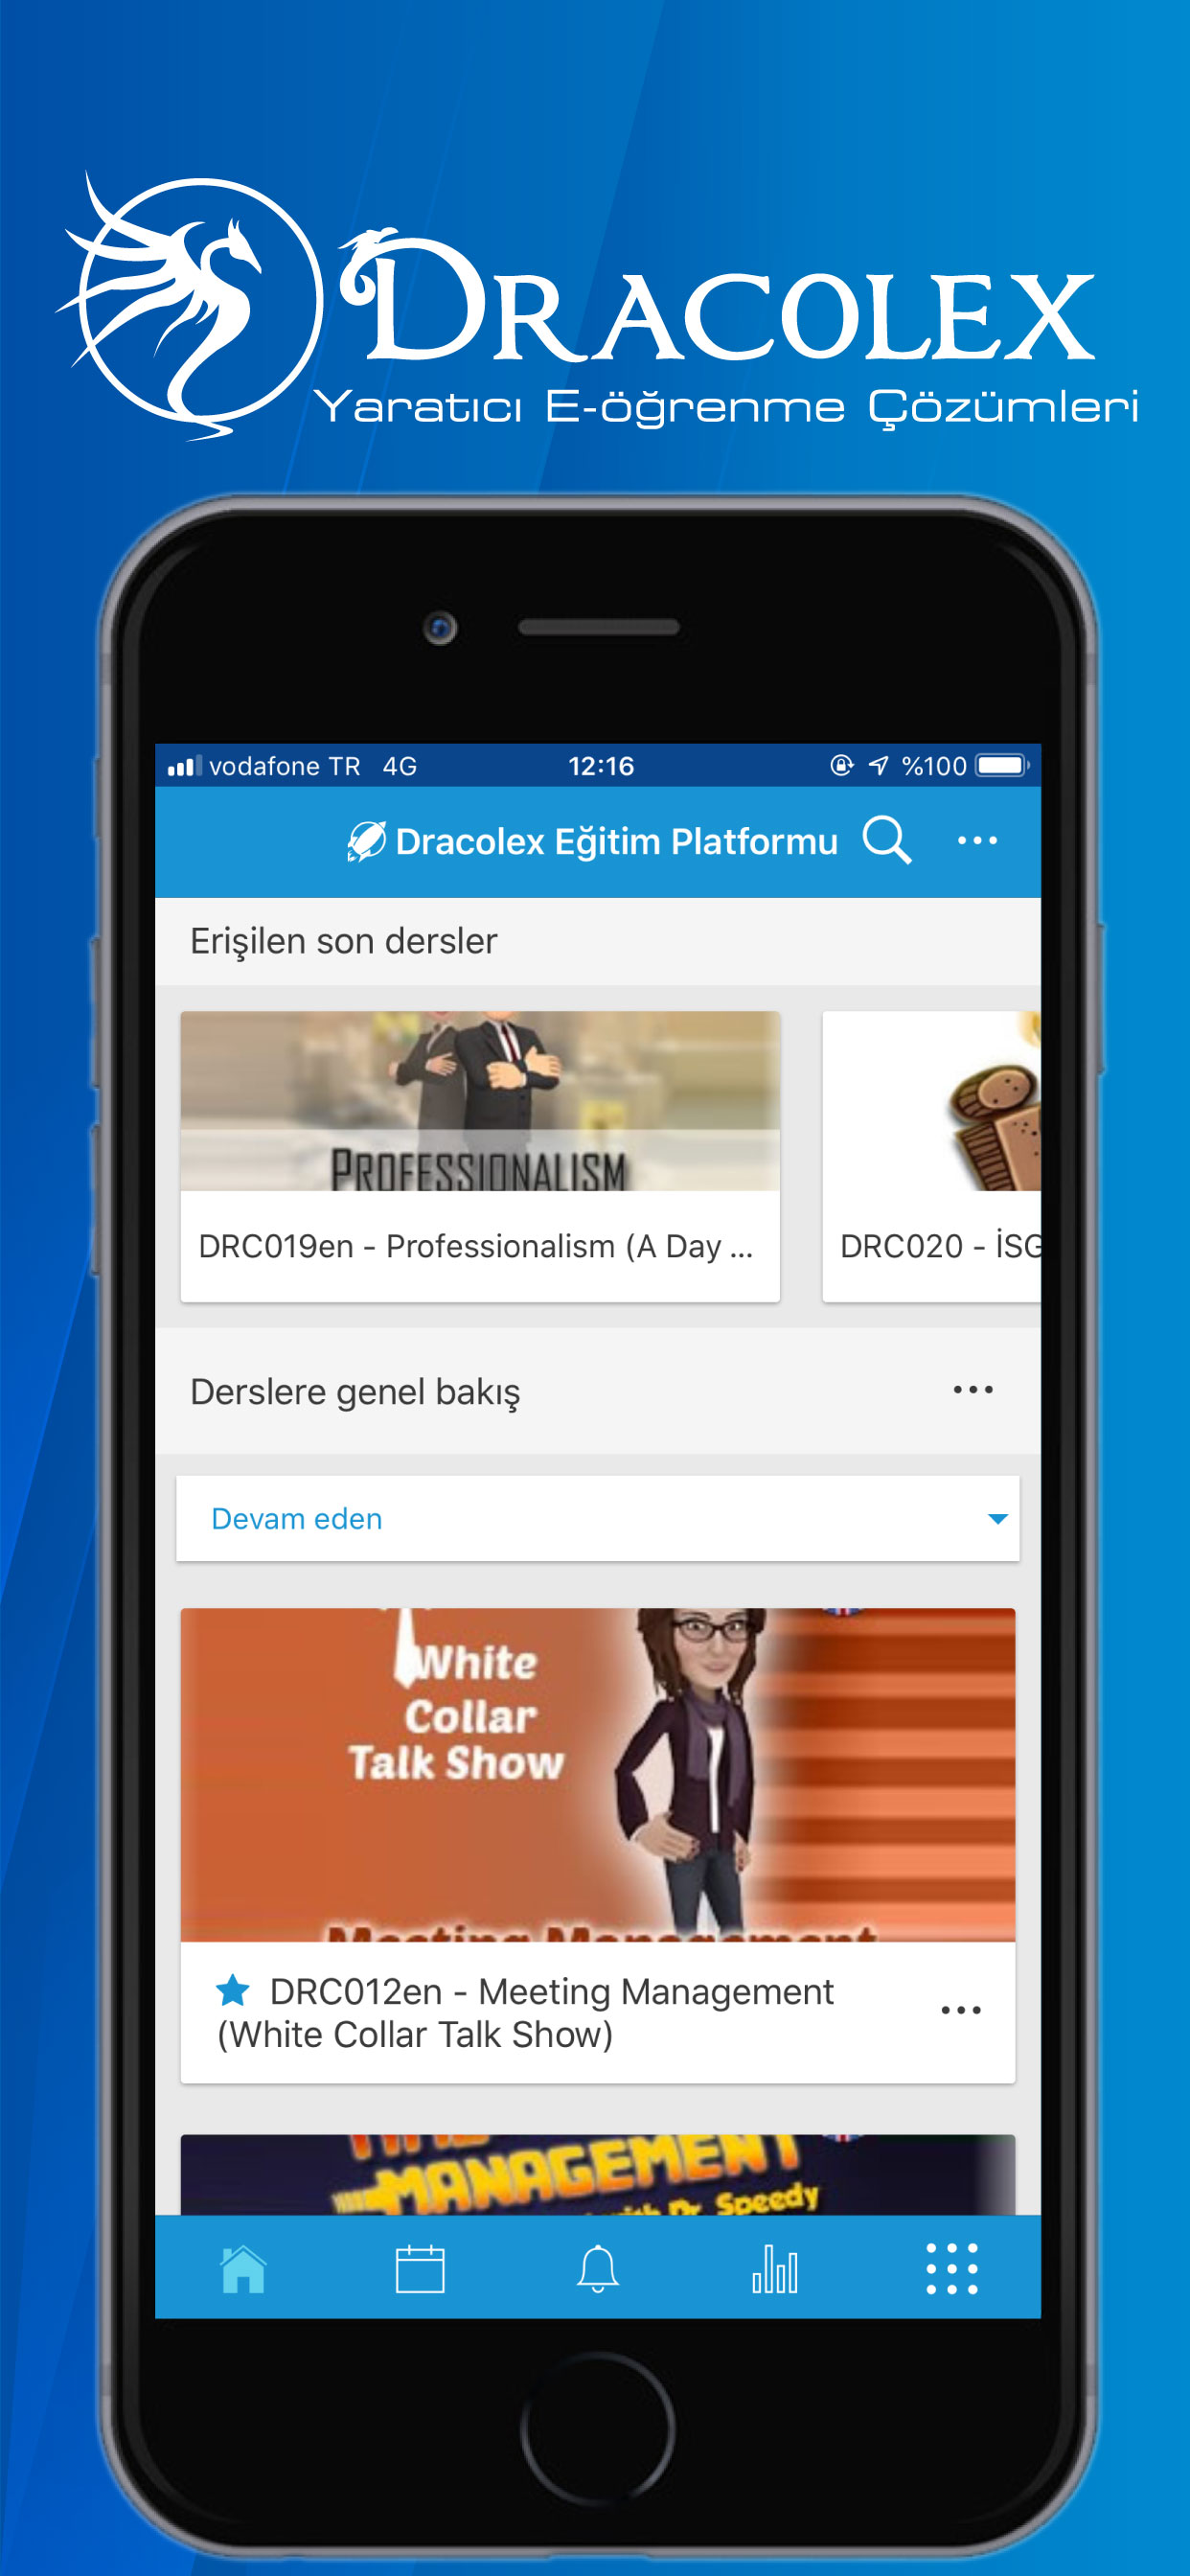 DRACOLEX
Yaratıcı E-öğrenme Çözümleri
vodafone TR 4G 12:16 %100
Dracolex Eğitim Platformu
Erişilen son dersler
PROFESSIONALISM
DRC019en - Professionalism (A Day ...
DRC020 - İSG
Derslere genel bakış
Devam eden
White
Collar
Talk Show
Meeting Management
DRC012en - Meeting Management
(White Collar Talk Show)
MANAGEMENT
with Dr. Speedy